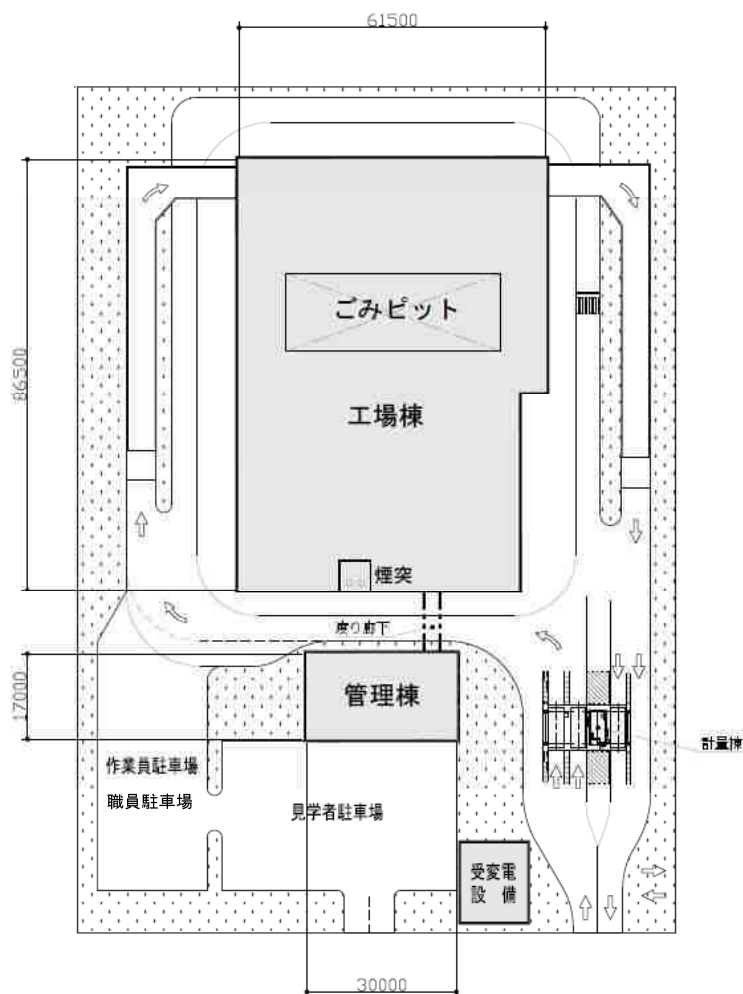 61500
86500
ごみピット
工場棟
煙突
渡り廊下
17000
管理棟
計量棟
作業員駐車場
職員駐車場
見学者駐車場
受変電
設備
30000